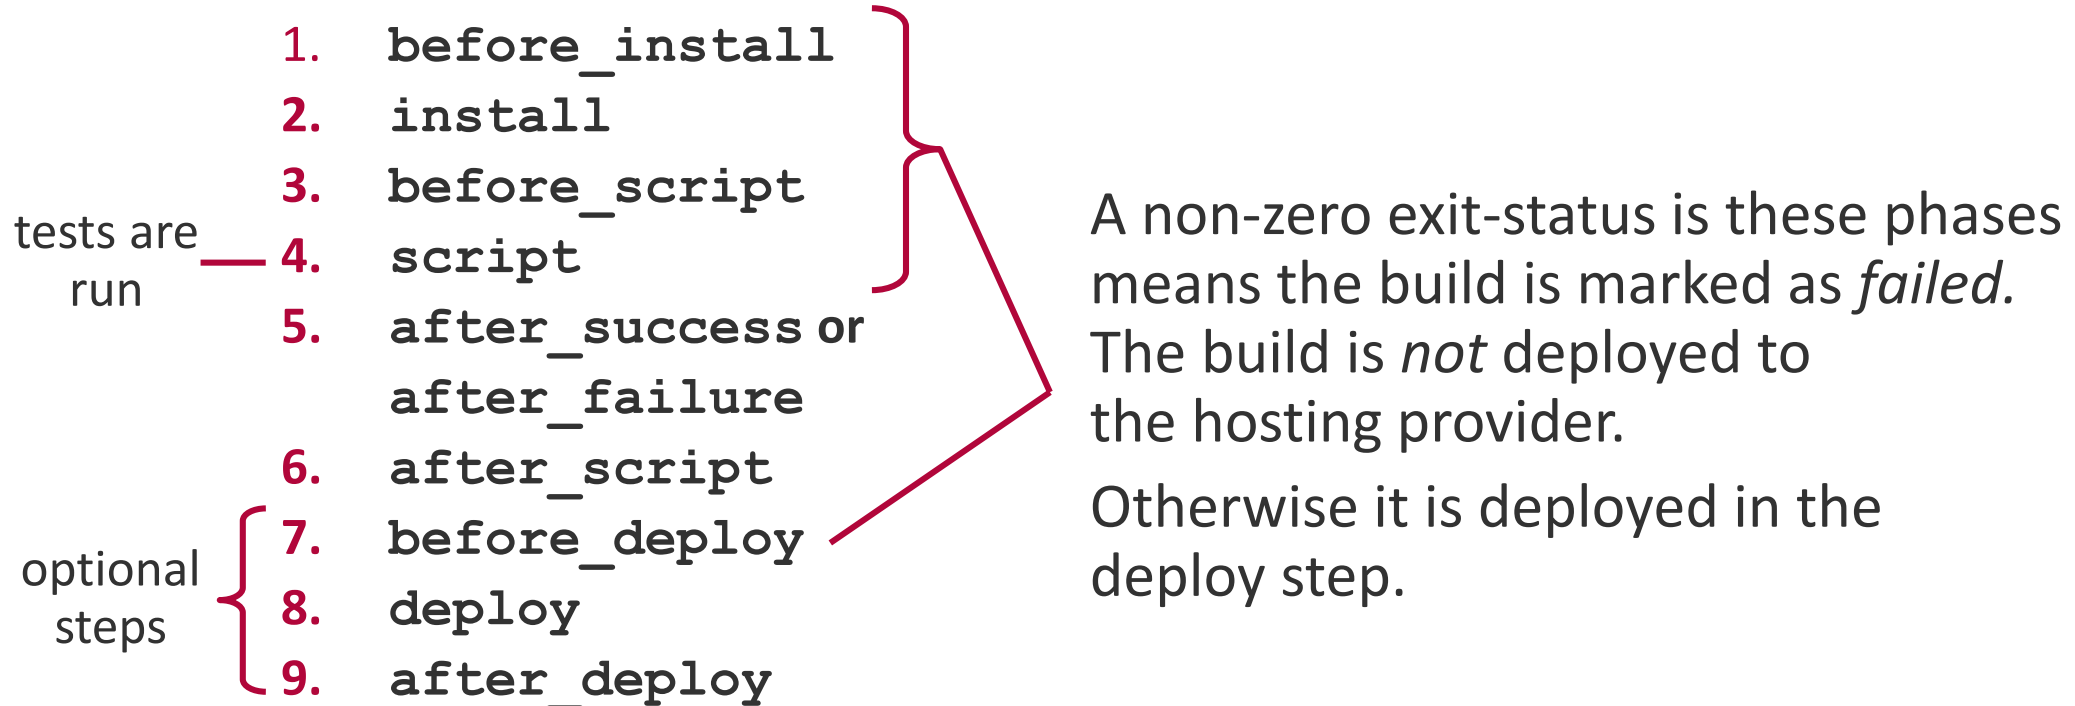 1. before_install
2. install
3. before_script
tests are
run
4. script
5. after_success or
after_failure
6. after_script
optional
steps
7. before_deploy
8. deploy
9. after_deploy
A non-zero exit-status is these phases
means the build is marked as failed.
The build is not deployed to
the hosting provider.
Otherwise it is deployed in the
deploy step.